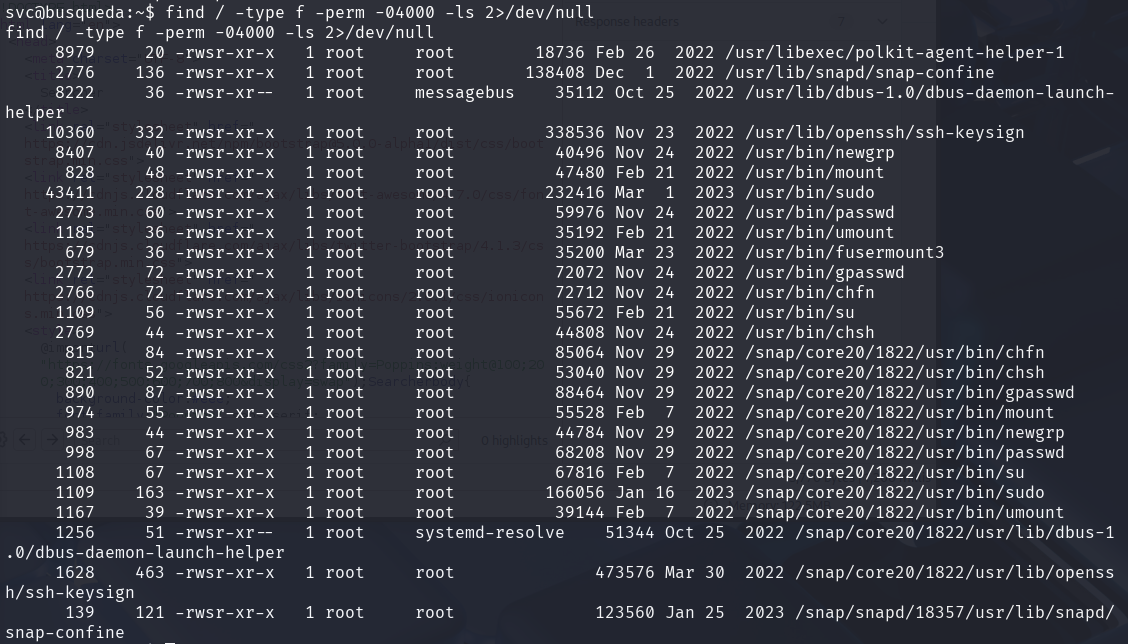 svc@busqueda:~$ find / -type f -perm -04000 -ls 2>/dev/null
find / -type f -perm -04000 -ls 2>/dev/null
8979 20 -rwsr-xr-x 1 root root 18736 Feb 26 2022 /usr/libexec/polkit-agent-helper-1
2776 136 -rwsr-xr-x 1 root root 138408 Dec 1 2022 /usr/lib/snapd/snap-confine
8222 36 -rwsr-xr-- 1 root messagebus 35112 Oct 25 2022 /usr/lib/dbus-1.0/dbus-daemon-launch-
helper
10360 332 -rwsr-xr-x 1 root root 338536 Nov 23 2022 /usr/lib/openssh/ssh-keysign
8407 40 -rwsr-xr-x 1 root root 40496 Nov 24 2022 /usr/bin/newgrp
828 48 -rwsr-xr-x 1 root root 47480 Feb 21 2022 /usr/bin/mount
43411 228 -rwsr-xr-x 1 root root 232416 Mar 1 2023 /usr/bin/sudo
2773 60 -rwsr-xr-x 1 root root 59976 Nov 24 2022 /usr/bin/passwd
1185 36 -rwsr-xr-x 1 root root 35192 Feb 21 2022 /usr/bin/umount
679 36 -rwsr-xr-x 1 root root 35200 Mar 23 2022 /usr/bin/fusermount3
2772 72 -rwsr-xr-x 1 root root 72072 Nov 24 2022 /usr/bin/gpasswd
2766 72 -rwsr-xr-x 1 root root 72712 Nov 24 2022 /usr/bin/chfn
1109 56 -rwsr-xr-x 1 root root 55672 Feb 21 2022 /usr/bin/su
2769 44 -rwsr-xr-x 1 root root 44808 Nov 24 2022 /usr/bin/chsh
815 84 -rwsr-xr-x 1 root root 85064 Nov 29 2022 /snap/core20/1822/usr/bin/chfn
821 52 -rwsr-xr-x 1 root root 53040 Nov 29 2022 /snap/core20/1822/usr/bin/chsh
890 87 -rwsr-xr-x 1 root root 88464 Nov 29 2022 /snap/core20/1822/usr/bin/gpasswd
974 55 -rwsr-xr-x 1 root root 55528 Feb 7 2022 /snap/core20/1822/usr/bin/mount
983 44 -rwsr-xr-x 1 root root 44784 Nov 29 2022 /snap/core20/1822/usr/bin/newgrp
998 67 -rwsr-xr-x 1 root root 68208 Nov 29 2022 /snap/core20/1822/usr/bin/passwd
1108 67 -rwsr-xr-x 1 root root 67816 Feb 7 2022 /snap/core20/1822/usr/bin/su
1109 163 -rwsr-xr-x 1 root root 166056 Jan 16 2023 /snap/core20/1822/usr/bin/sudo
1167 39 -rwsr-xr-x 1 root root 39144 Feb 7 2022 /snap/core20/1822/usr/bin/umount
1256 51 -rwsr-xr-- 1 root systemd-resolve 51344 Oct 25 2022 /snap/core20/1822/usr/lib/dbus-1
.0/dbus-daemon-launch-helper
1628 463 -rwsr-xr-x 1 root root 473576 Mar 30 2022 /snap/core20/1822/usr/lib/openss
h/ssh-keysign
139 121 -rwsr-xr-x 1 root root 123560 Jan 25 2023 /snap/snapd/18357/usr/lib/snapd/
snap-confine